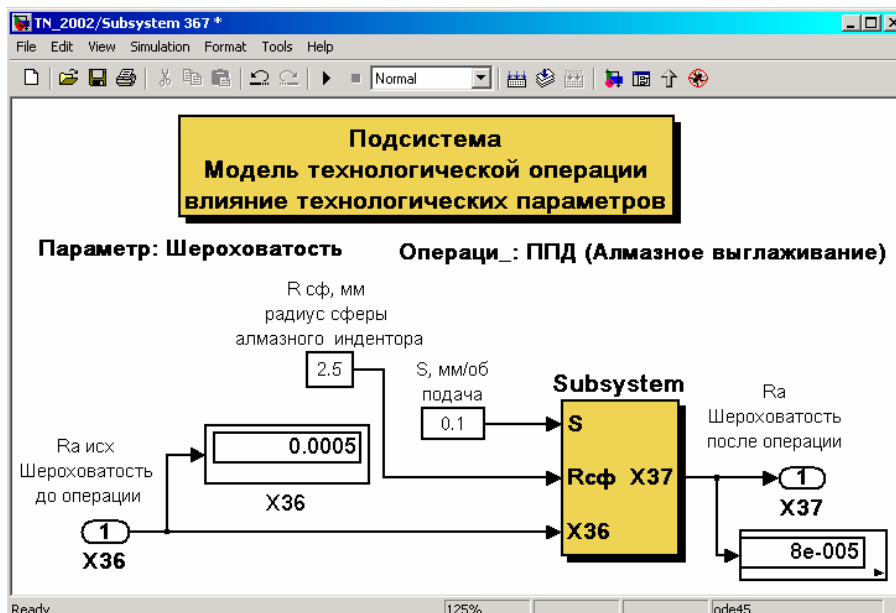 TN_2002/Subsystem 367 *
File Edit View Simulation Format Tools Help
Normal
Подсистема
Модель технологической операции
влияние технологических параметров
Параметр: Шероховатость
Операци_: ППД (Алмазное выглаживание)
R сф, мм
радиус сферы
алмазного индентора
2.5
S, мм/об
подача
0.1
Subsystem
S
Rсф X37
X36
Ra
Шероховатость
после операции
1
X37
8e-005
Ra исх
Шероховатость
до операции
1
X36
0.0005
X36
Ready 125% ode45